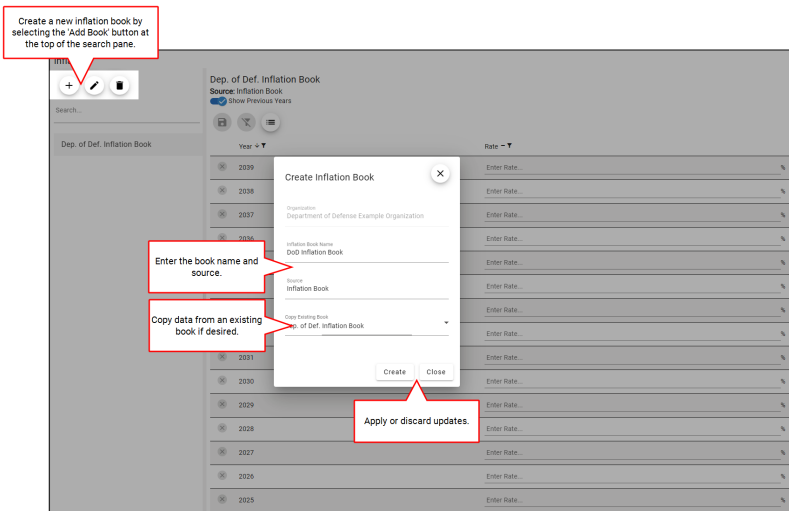 Create a new inflation book by
selecting the 'Add Book' button at
the top of the search pane.
Search...
Dep. of Def. Inflation Book
Dep. of Def. Inflation Book
Source: Inflation Book
Show Previous Years
Year
Rate
2039 Enter Rate... %
2038 Enter Rate... %
2037 Enter Rate... %
2036 Enter Rate... %
Enter Rate... %
Enter Rate... %
Enter Rate... %
Enter Rate... %
2031 Enter Rate... %
2030 Enter Rate... %
2029 Enter Rate... %
2028 Enter Rate... %
2027 Enter Rate... %
2026 Enter Rate... %
2025 Enter Rate... %
Create Inflation Book
Organization
Department of Defense Example Organization
Inflation Book Name
DoD Inflation Book
Source
Inflation Book
Copy Existing Book
Dep. of Def. Inflation Book
Create Close
Enter the book name and
source.
Copy data from an existing
book if desired.
Apply or discard updates.